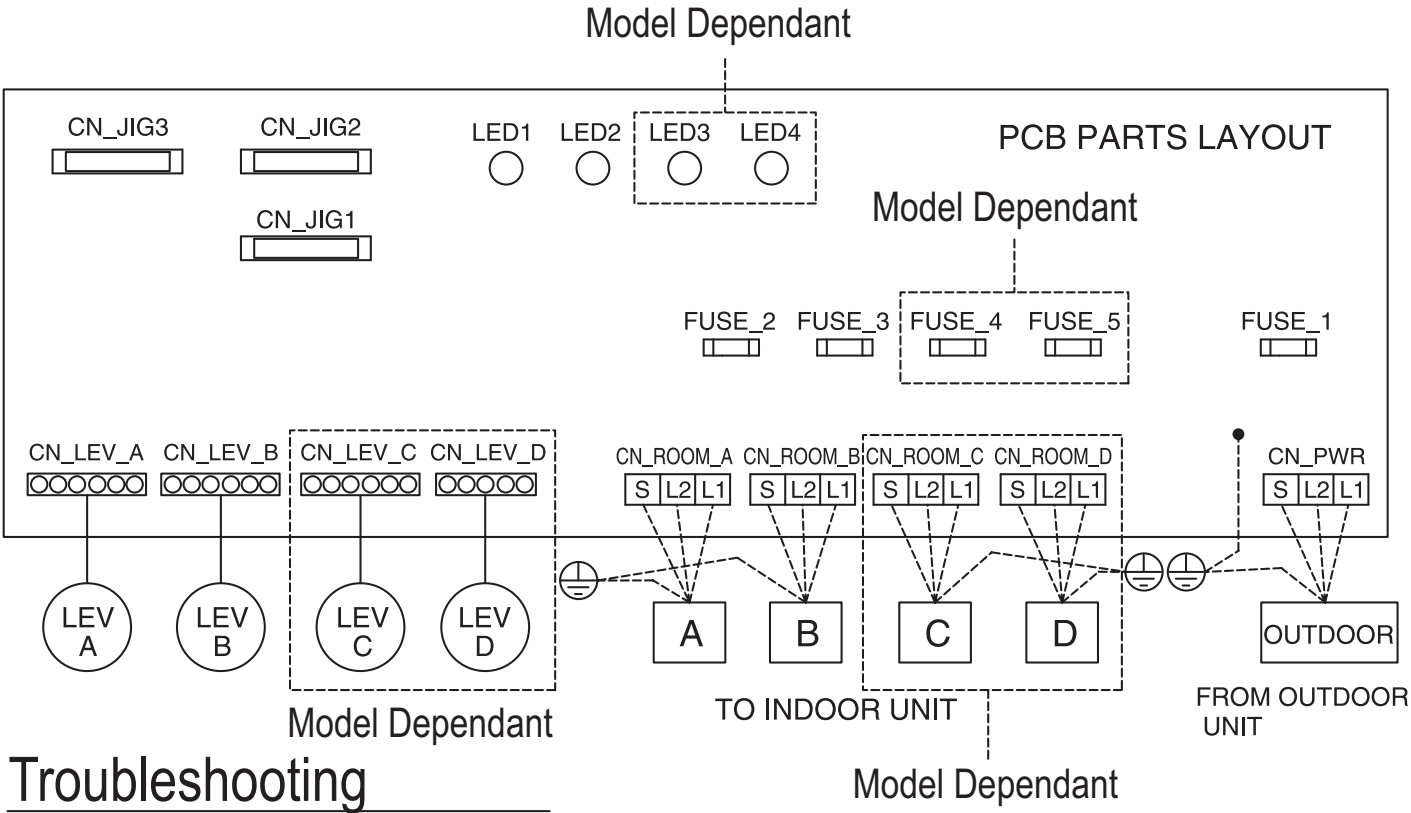 Model Dependant
CN_JIG3 CN_JIG2 LED1 LED2 LED3 LED4 PCB PARTS LAYOUT
CN_JIG1
Model Dependant
FUSE_2 FUSE_3 FUSE_4 FUSE_5 FUSE_1
CN_LEV_A CN_LEV_B CN_LEV_C CN_LEV_D CN_ROOM_A CN_ROOM_B CN_ROOM_C CN_ROOM_D CN_PWR
S L2 L1 S L2 L1 S L2 L1 S L2 L1 S L2 L1
LEV A
LEV B
LEV C
LEV D
A B C D OUTDOOR
TO INDOOR UNIT
FROM OUTDOOR
UNIT
Model Dependant
Model Dependant
Troubleshooting